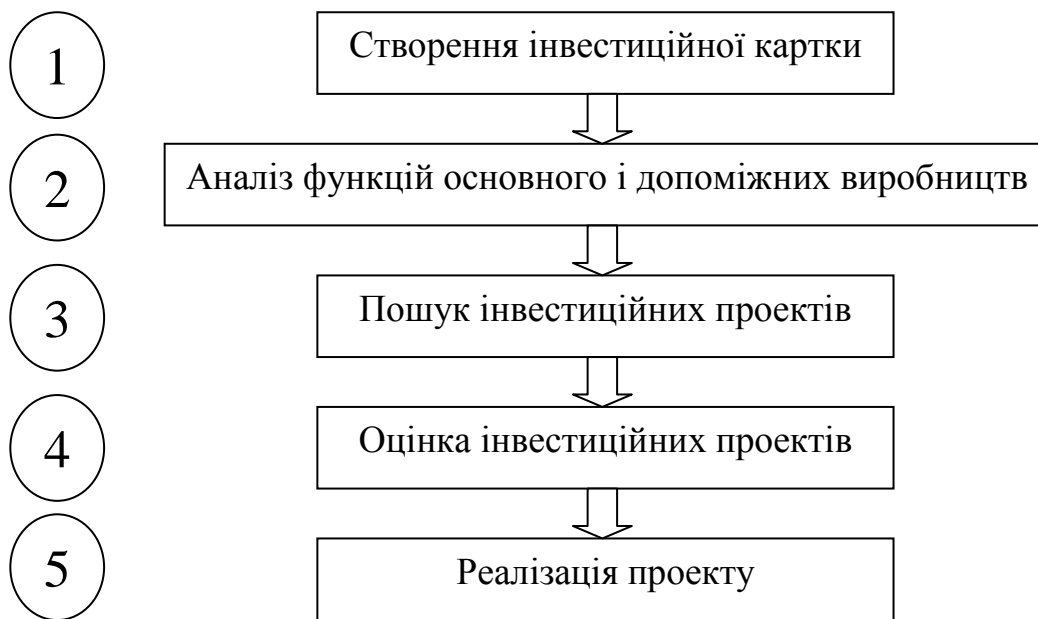 1
Створення інвестиційної картки
2
Аналіз функцій основного і допоміжних виробництв
3
Пошук інвестиційних проектів
4
Оцінка інвестиційних проектів
5
Реалізація проекту